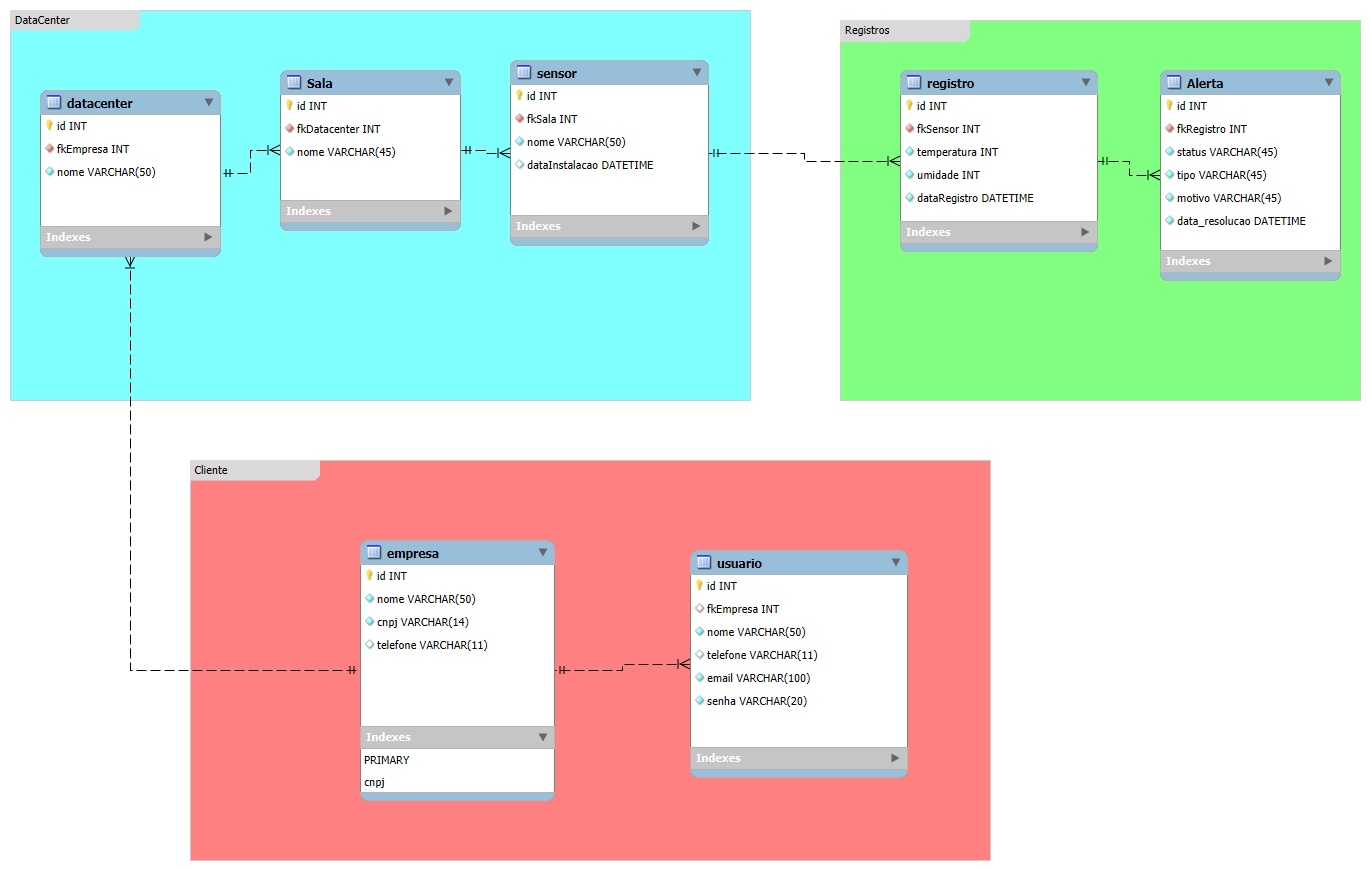 DataCenter
datacenter
id INT
fkEmpresa INT
nome VARCHAR(50)
Indexes
Sala
id INT
fkDatacenter INT
nome VARCHAR(45)
Indexes
sensor
id INT
fkSala INT
nome VARCHAR(50)
dataInstalacao DATETIME
Indexes
Registros
registro
id INT
fkSensor INT
temperatura INT
umidade INT
dataRegistro DATETIME
Indexes
Alerta
id INT
fkRegistro INT
status VARCHAR(45)
tipo VARCHAR(45)
motivo VARCHAR(45)
data_resolucao DATETIME
Indexes
Cliente
empresa
id INT
nome VARCHAR(50)
cnpj VARCHAR(14)
telefone VARCHAR(11)
Indexes
PRIMARY
cnpj
usuario
id INT
fkEmpresa INT
nome VARCHAR(50)
telefone VARCHAR(11)
email VARCHAR(100)
senha VARCHAR(20)
Indexes